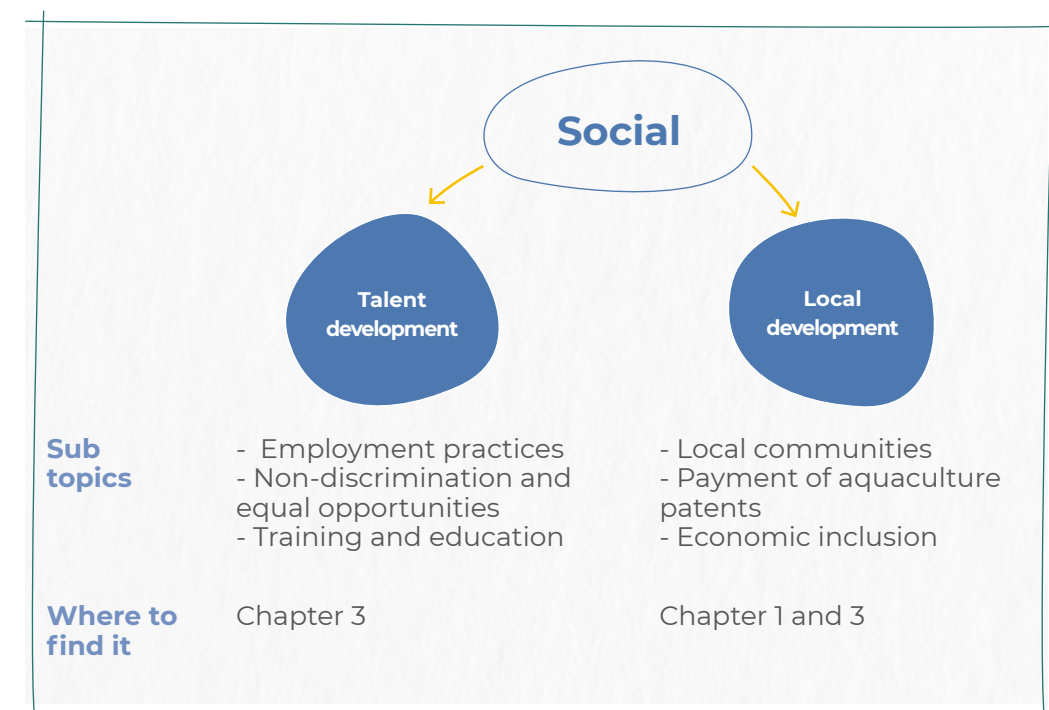 Social
Talent
development
Local
development
Sub
topics
- Employment practices
- Non-discrimination and
equal opportunities
- Training and education
- Local communities
- Payment of aquaculture
patents
- Economic inclusion
Where to
find it
Chapter 3
Chapter 1 and 3